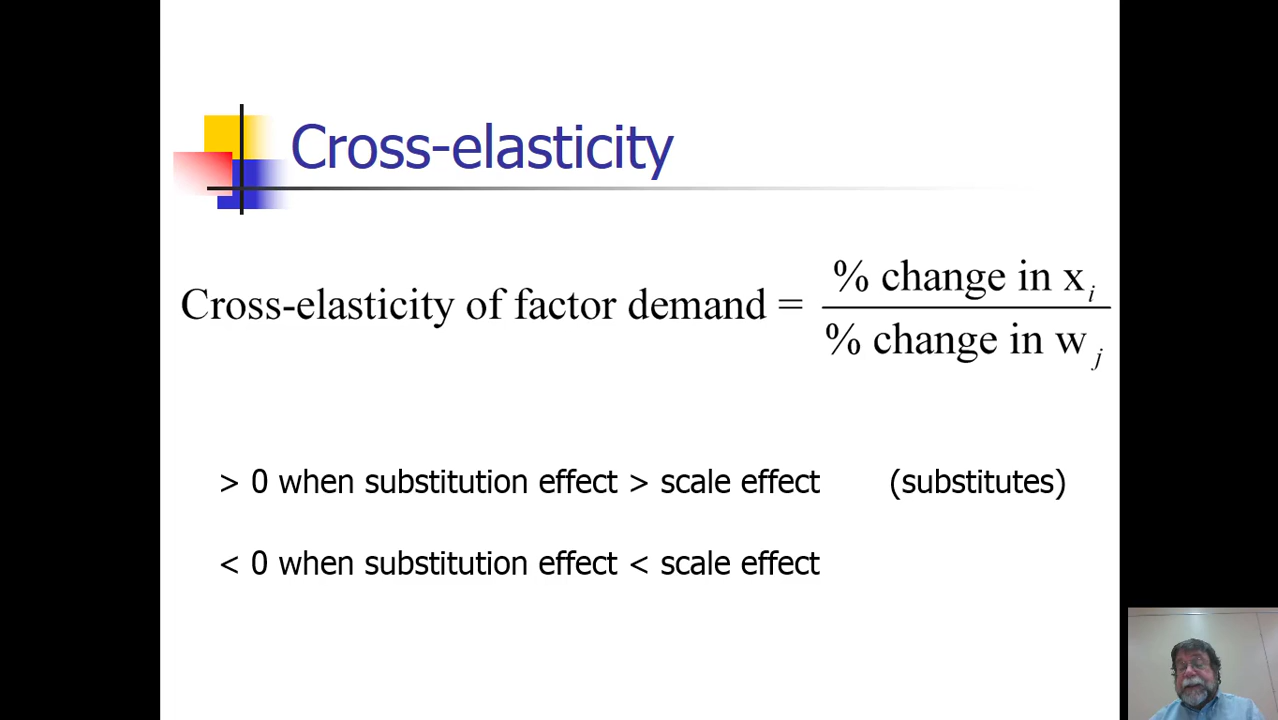 Cross-elasticity
Cross-elasticity of factor demand = % change in xᵢ / % change in w ⱼ
> 0 when substitution effect > scale effect (substitutes)
< 0 when substitution effect < scale effect